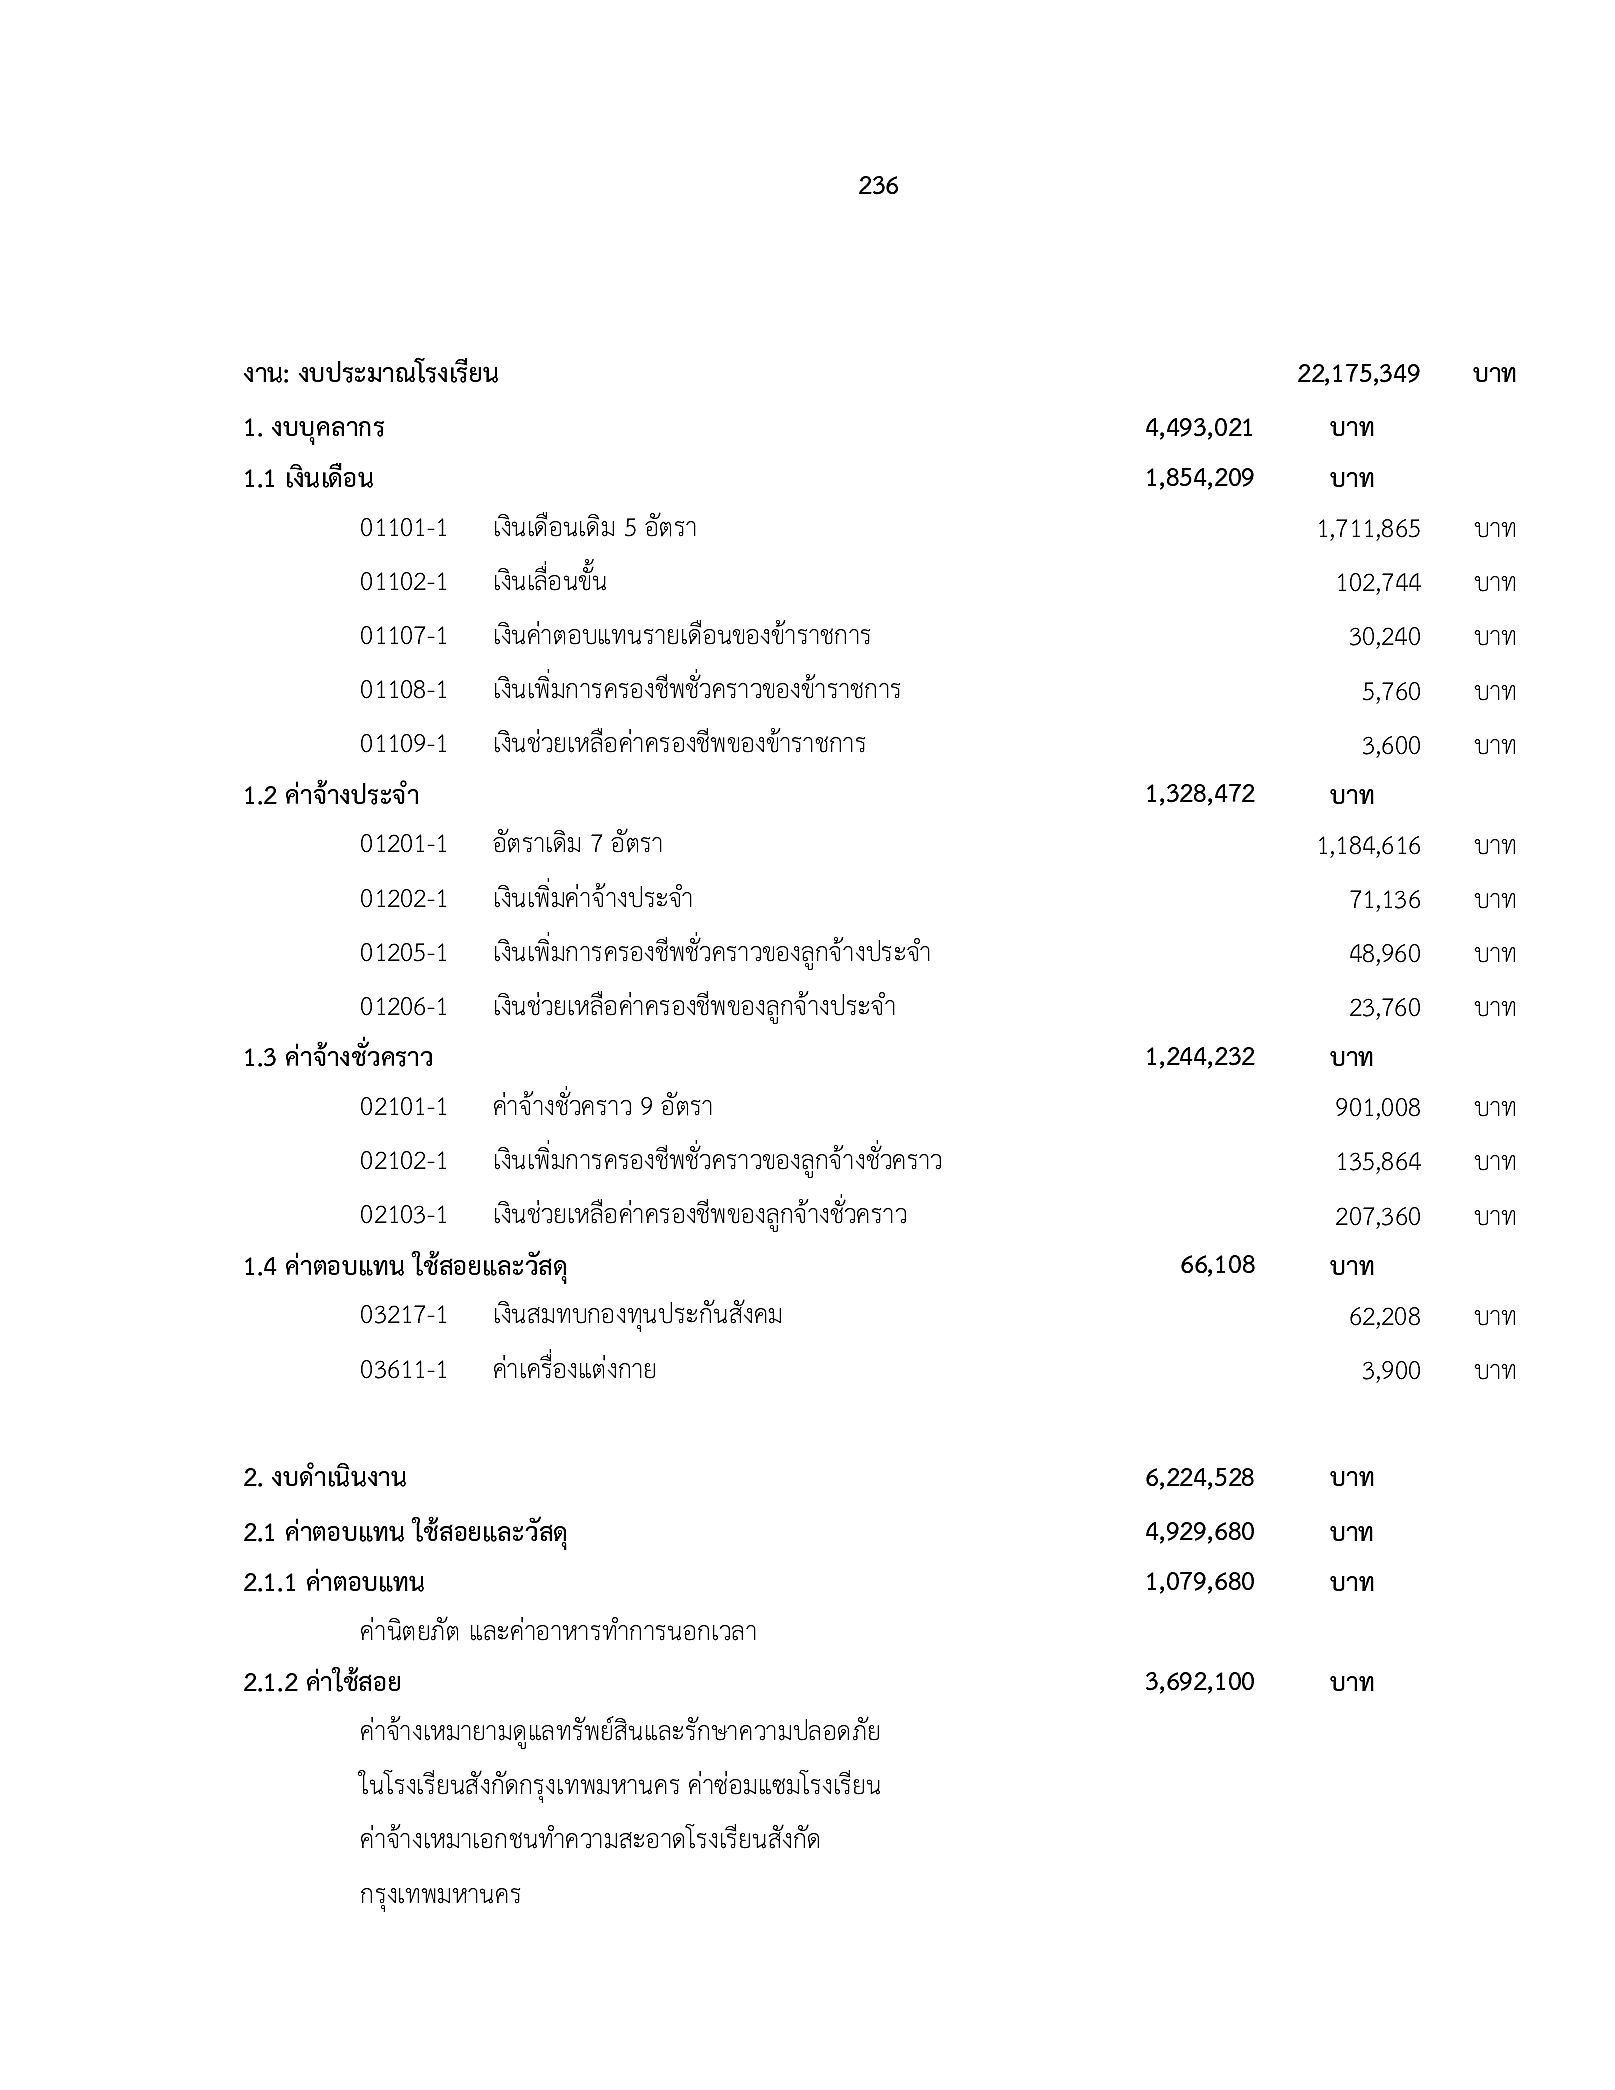 236
งาน: งบประมาณโรงเรียน 22,175,349 บาท
1. งบบุคลากร 4,493,021 บาท
1.1 เงินเดือน 1,854,209 บาท
01101-1 เงินเดือนเดิม 5 อัตรา 1,711,865 บาท
01102-1 เงินเลื่อนขั้น 102,744 บาท
01107-1 เงินค่าตอบแทนรายเดือนของข้าราชการ 30,240 บาท
01108-1 เงินเพิ่มการครองชีพชั่วคราวของข้าราชการ 5,760 บาท
01109-1 เงินช่วยเหลือค่าครองชีพของข้าราชการ 3,600 บาท
1.2 ค่าจ้างประจำ 1,328,472 บาท
01201-1 อัตราเดิม 7 อัตรา 1,184,616 บาท
01202-1 เงินเพิ่มค่าจ้างประจำ 71,136 บาท
01205-1 เงินเพิ่มการครองชีพชั่วคราวของลูกจ้างประจำ 48,960 บาท
01206-1 เงินช่วยเหลือค่าครองชีพของลูกจ้างประจำ 23,760 บาท
1.3 ค่าจ้างชั่วคราว 1,244,232 บาท
02101-1 ค่าจ้างชั่วคราว 9 อัตรา 901,008 บาท
02102-1 เงินเพิ่มการครองชีพชั่วคราวของลูกจ้างชั่วคราว 135,864 บาท
02103-1 เงินช่วยเหลือค่าครองชีพของลูกจ้างชั่วคราว 207,360 บาท
1.4 ค่าตอบแทน ใช้สอยและวัสดุ 66,108 บาท
03217-1 เงินสมทบกองทุนประกันสังคม 62,208 บาท
03611-1 ค่าเครื่องแต่งกาย 3,900 บาท
2. งบดำเนินงาน 6,224,528 บาท
2.1 ค่าตอบแทน ใช้สอยและวัสดุ 4,929,680 บาท
2.1.1 ค่าตอบแทน 1,079,680 บาท
ค่านิตยภัต และค่าอาหารทำการนอกเวลา
2.1.2 ค่าใช้สอย 3,692,100 บาท
ค่าจ้างเหมายามดูแลทรัพย์สินและรักษาความปลอดภัย
ในโรงเรียนสังกัดกรุงเทพมหานคร ค่าซ่อมแซมโรงเรียน
ค่าจ้างเหมาเอกชนทำความสะอาดโรงเรียนสังกัด
กรุงเทพมหานคร